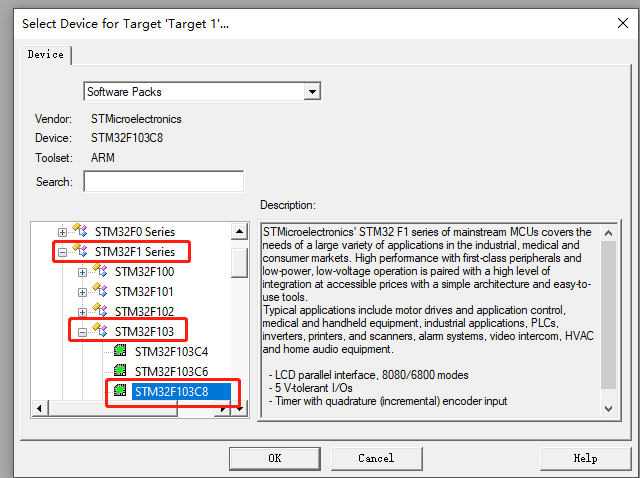 Select Device for Target 'Target 1'...
Device
Software Packs
Vendor: STMicroelectronics
Device: STM32F103C8
Toolset: ARM
Search:
STM32F0 Series
STM32F1 Series
STM32F100
STM32F101
STM32F102
STM32F103
STM32F103C4
STM32F103C6
STM32F103C8
Description:
STMicroelectronics' STM32 F1 series of mainstream MCUs covers the
needs of a large variety of applications in the industrial, medical and
consumer markets. High performance with first-class peripherals and
low-power, low-voltage operation is paired with a high level of
integration at accessible prices with a simple architecture and easy-to-
use tools.
Typical applications include motor drives and application control,
medical and handheld equipment, industrial applications, PLCs,
inverters, printers, and scanners, alarm systems, video intercom, HVAC
and home audio equipment.
- LCD parallel interface, 8080/6800 modes
- 5 V-tolerant I/Os
- Timer with quadrature (incremental) encoder input
OK
Cancel
Help